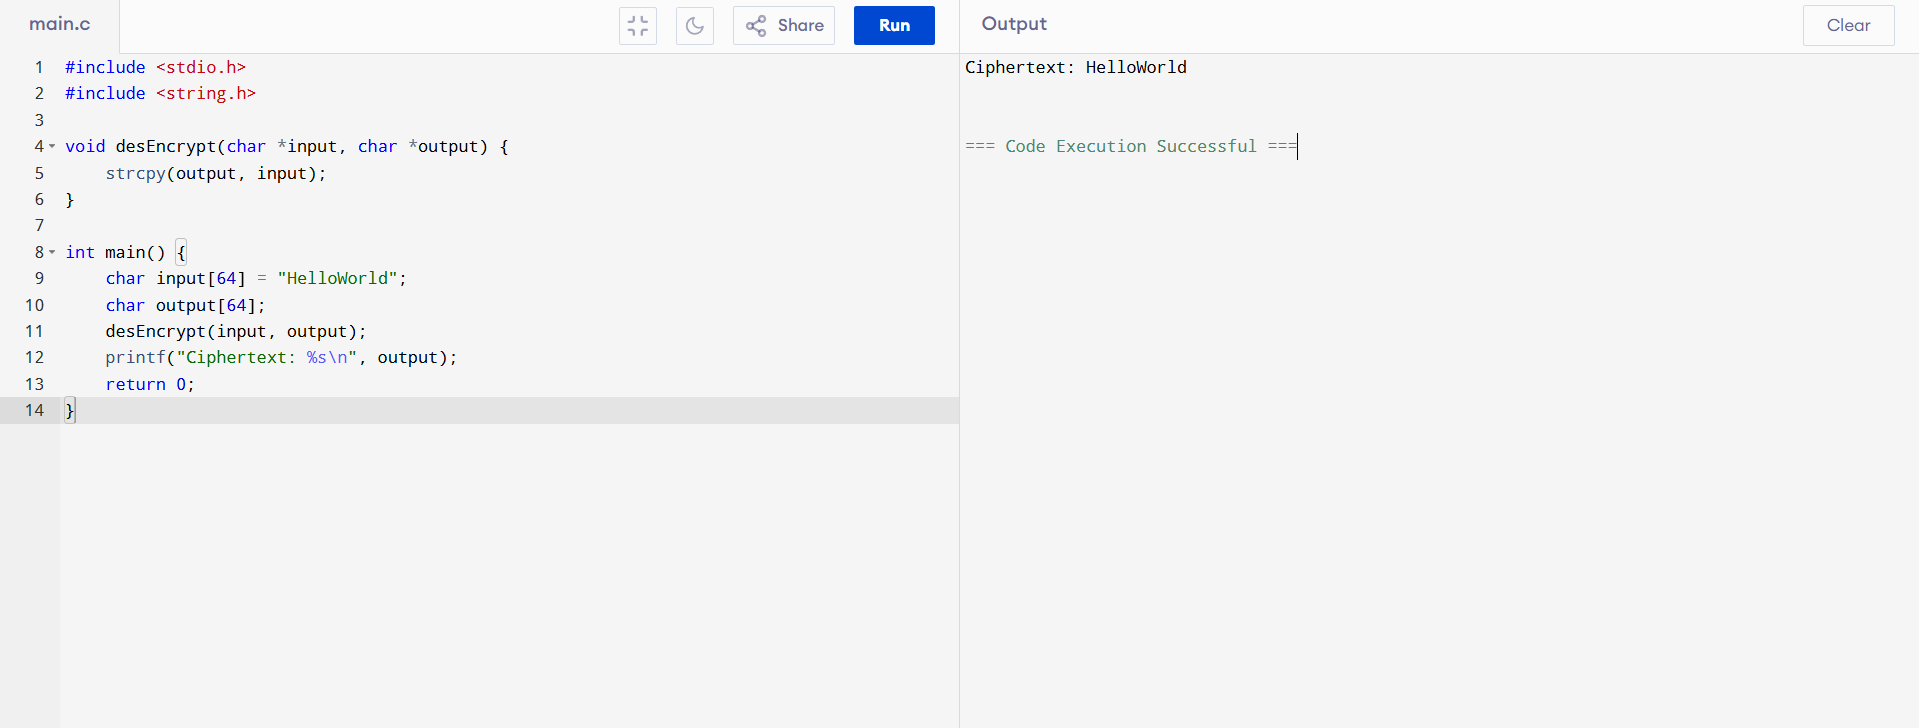 main.c
Share
Run
Output
Clear
1 #include <stdio.h>
2 #include <string.h>
3
4 void desEncrypt(char *input, char *output) {
5     strcpy(output, input);
6 }
7
8 int main() {
9     char input[64] = "HelloWorld";
10     char output[64];
11     desEncrypt(input, output);
12     printf("Ciphertext: %s\n", output);
13     return 0;
14 }
Ciphertext: HelloWorld
=== Code Execution Successful ===